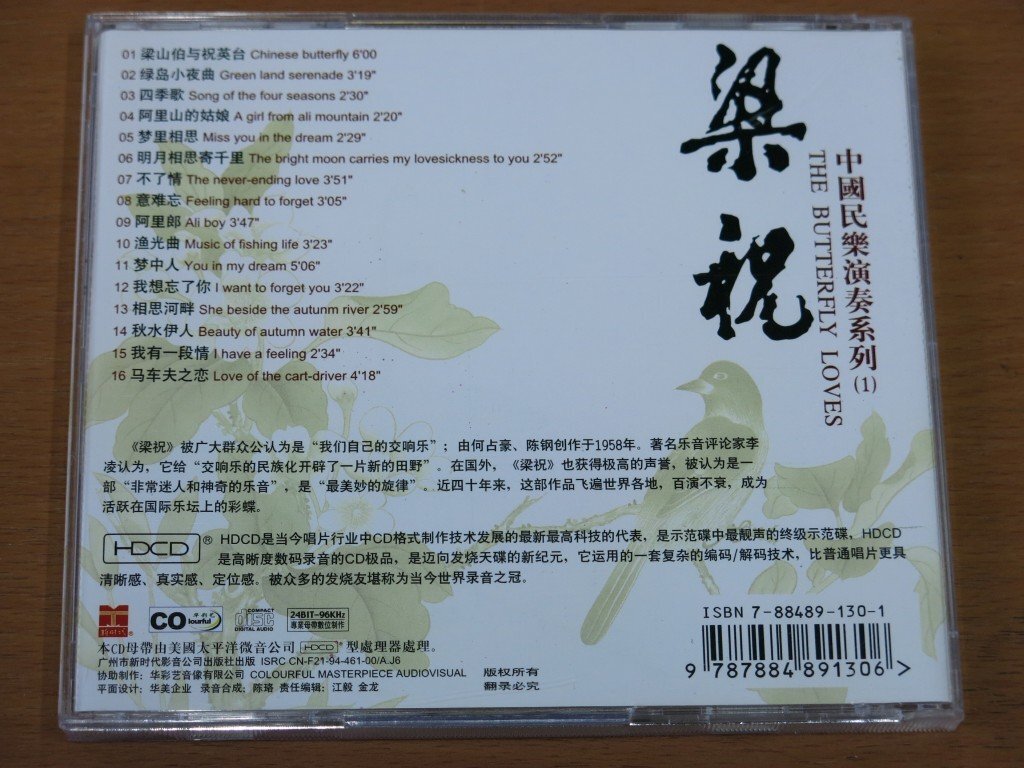 01 梁山伯与祝英台 Chinese butterfly 6'00
02 绿岛小夜曲 Green land serenade 3'19"
03 四季歌 Song of the four seasons 2'30"
04 阿里山的姑娘 A girl from ali mountain 2'20"
05 梦里相思 Miss you in the dream 2'29"
06 明月相思寄千里 The bright moon carries my lovesickness to you 2'52"
07 不了情 The never-ending love 3'51"
08 意难忘 Feeling hard to forget 3'05"
09 阿里郎 Ali boy 3'47"
10 渔光曲 Music of fishing life 3'23"
11 梦中人 You in my dream 5'06"
12 我想忘了你 I want to forget you 3'22"
13 相思河畔 She beside the autunm river 2'59"
14 秋水伊人 Beauty of autumn water 3'41"
15 我有一段情 I have a feeling 2'34"
16 马车夫之恋 Love of the cart-driver 4'18"
梁祝
中國民樂演奏系列(1)
THE BUTTERFLY LOVES
《梁祝》被广大群众公认为是“我们自己的交响乐”；由何占豪、陈钢创作于1958年。著名乐音评论家李
凌认为，它给“交响乐的民族化开辟了一片新的田野”。在国外，《梁祝》也获得极高的声誉，被认为是一
部“非常迷人和神奇的乐音”，是“最美妙的旋律”。近四十年来，这部作品飞遍世界各地，百演不衰，成为
活跃在国际乐坛上的彩蝶。
HDCD ® HDCD是当今唱片行业中CD格式制作技术发展的最新最高科技的代表，是示范碟中最靓声的终级示范碟，HDCD
是高晰度数码录音的CD极品，是迈向发烧天碟的新纪元，它运用的一套复杂的编码/解码技术，比普通唱片更具
清晰感、真实感、定位感。被众多的发烧友堪称为当今世界录音之冠。
新时代
CO 华彩艺 lourful
COMPACT disc DIGITAL AUDIO
24BIT-96KHz
專業母帶數位制作
本CD母帶由美國太平洋微音公司 HDCD® 型處理器處理。
广州市新时代影音公司出版社出版 ISRC CN-F21-94-461-00/A.J6
协助制作：华彩艺音像有限公司 COLOURFUL MASTERPIECE AUDIOVISUAL
平面设计：华美企业 录音合成：陈珞 责任编辑：江毅 金龙
版权所有
翻录必究
ISBN 7-88489-130-1
9 787884 891306 >